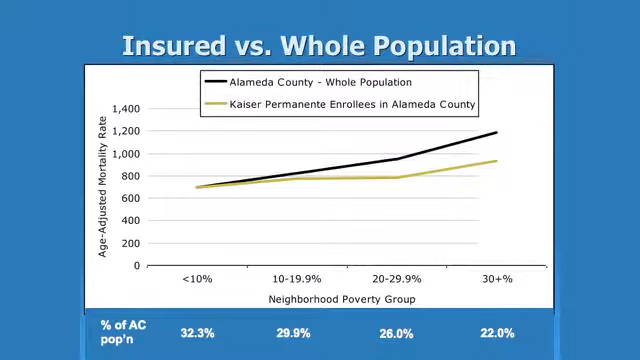 Insured vs. Whole Population
Alameda County - Whole Population
Kaiser Permanente Enrollees in Alameda County
Age-Adjusted Mortality Rate
1,400
1,200
1,000
800
600
400
200
0
<10% 10-19.9% 20-29.9% 30+%
Neighborhood Poverty Group
% of AC
pop'n
32.3% 29.9% 26.0% 22.0%